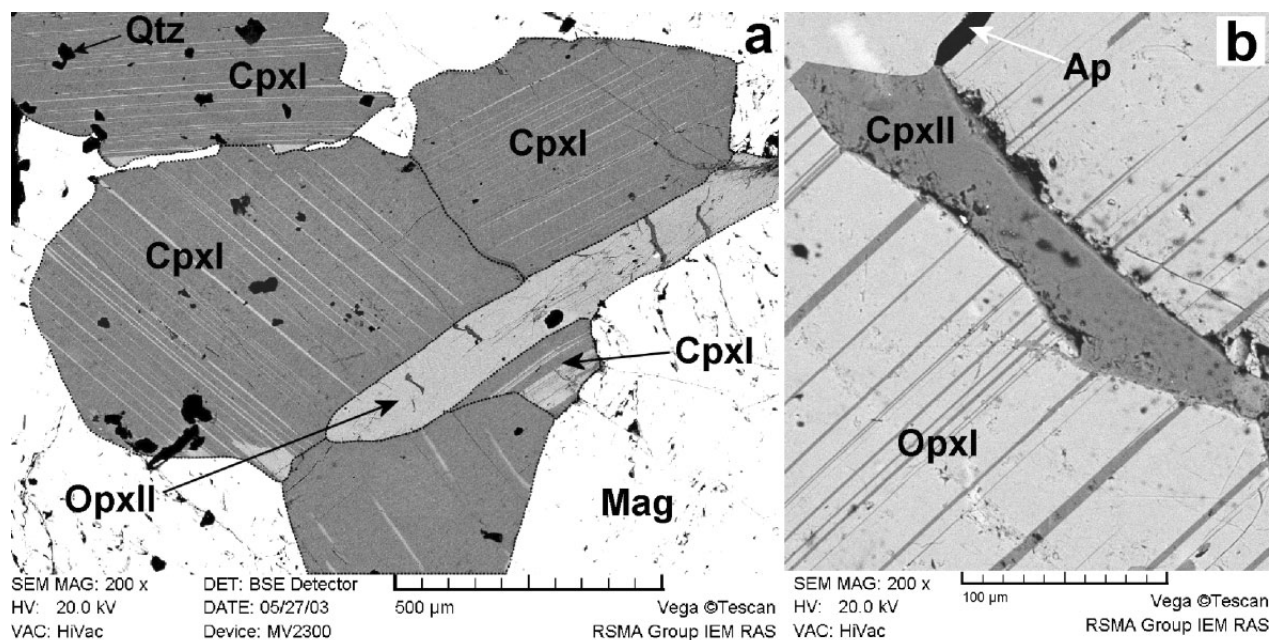 a
Qtz
CpxI
CpxI
CpxI
CpxI
OpxII
Mag
SEM MAG: 200 x
DET: BSE Detector
HV: 20.0 kV
DATE: 05/27/03
500 µm
Vega ©Tescan
VAC: HiVac
Device: MV2300
RSMA Group IEM RAS
b
Ap
CpxII
OpxI
SEM MAG: 200 x
HV: 20.0 kV
100 µm
Vega ©Tescan
VAC: HiVac
RSMA Group IEM RAS